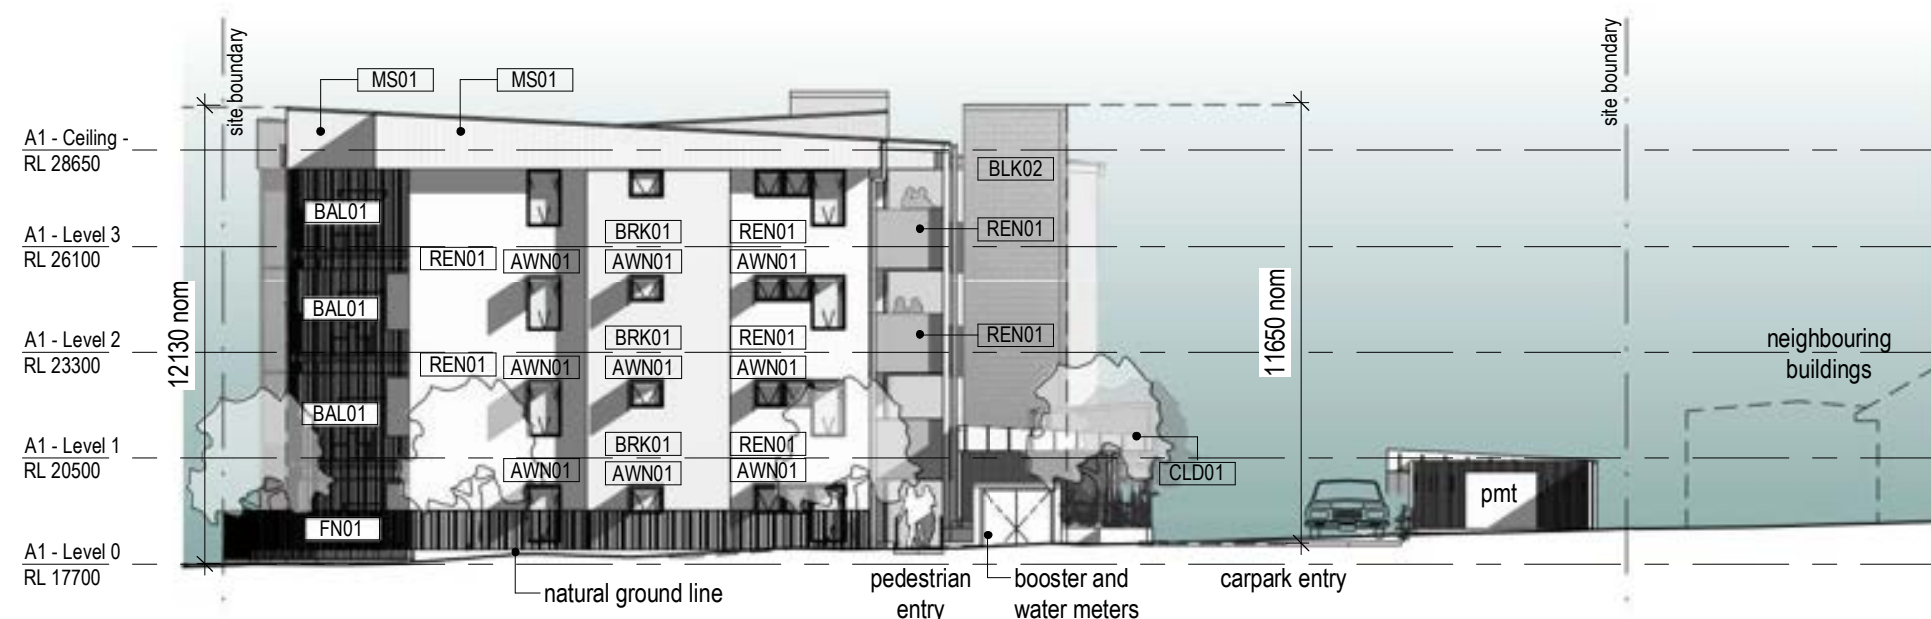 site boundary
site boundary
MS01
MS01
A1 - Ceiling -
RL 28650
BLK02
BAL01
A1 - Level 3
RL 26100
BRK01
REN01
REN01
REN01
AWN01
AWN01
AWN01
12130 nom
11650 nom
BAL01
A1 - Level 2
RL 23300
BRK01
REN01
REN01
REN01
AWN01
AWN01
AWN01
neighbouring
buildings
BAL01
A1 - Level 1
RL 20500
BRK01
REN01
AWN01
AWN01
AWN01
CLD01
pmt
FN01
A1 - Level 0
RL 17700
natural ground line
pedestrian
entry
booster and
water meters
carpark entry